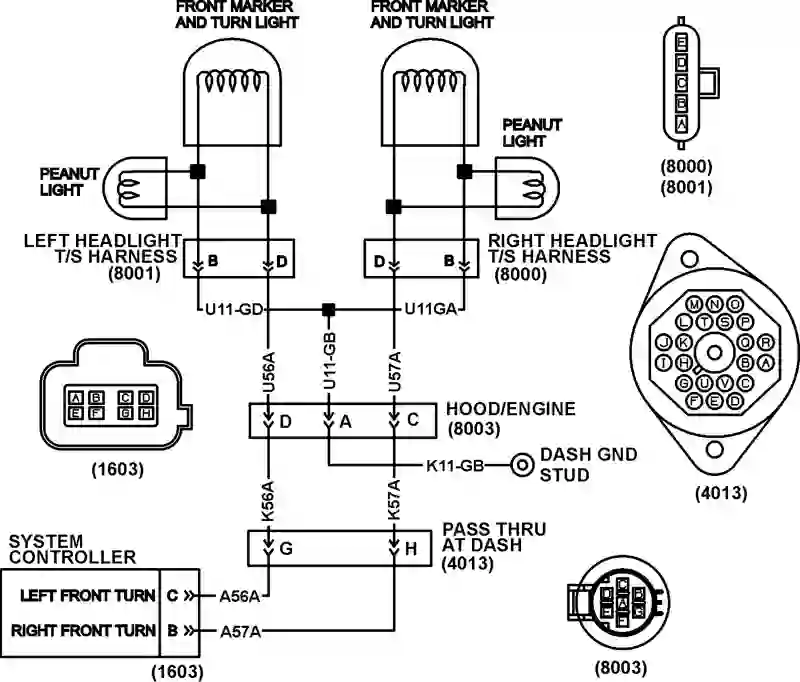 FRONT MARKER
AND TURN LIGHT
FRONT MARKER
AND TURN LIGHT
E
D
C
B
A
(8000)
(8001)
PEANUT
LIGHT
PEANUT
LIGHT
LEFT HEADLIGHT
T/S HARNESS
(8001)
B
D
D
B
RIGHT HEADLIGHT
T/S HARNESS
(8000)
U11-GD
U11GA
U56A
U11-GB
U57A
M N O
L T S P
J K Q R
I H B A
G U V C
F E D
(4013)
A B C D
E F G H
(1603)
D
A
C
HOOD/ENGINE
(8003)
K11-GB
DASH GND
STUD
K56A
K57A
G
H
PASS THRU
AT DASH
(4013)
SYSTEM
CONTROLLER
LEFT FRONT TURN C A56A
RIGHT FRONT TURN B A57A
(1603)
C
A
F
(8003)